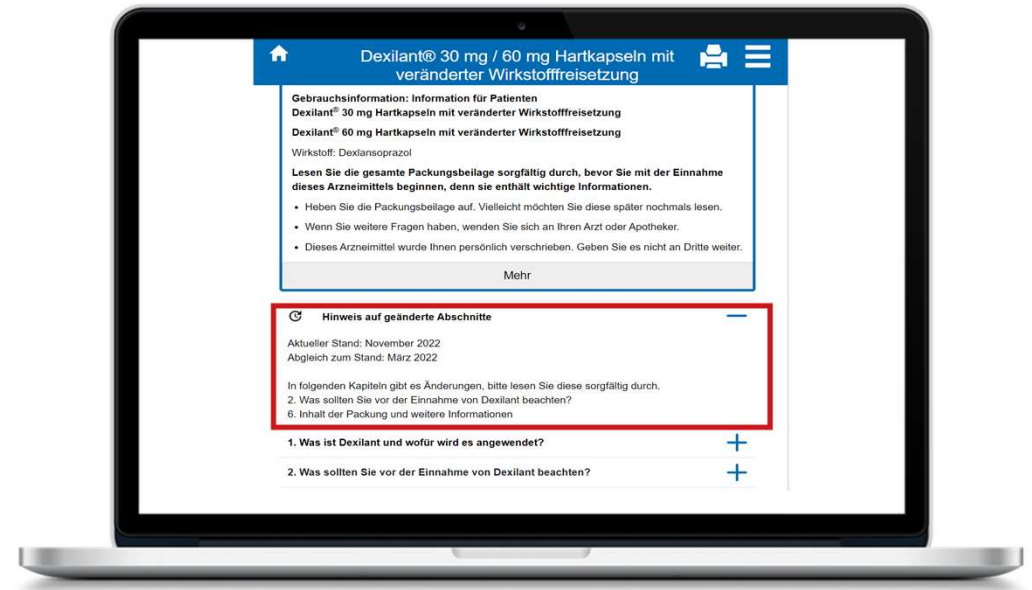 Dexilant® 30 mg / 60 mg Hartkapseln mit
veränderter Wirkstofffreisetzung
Gebrauchsinformation: Information für Patienten
Dexilant® 30 mg Hartkapseln mit veränderter Wirkstofffreisetzung
Dexilant® 60 mg Hartkapseln mit veränderter Wirkstofffreisetzung
Wirkstoff: Dexlansoprazol
Lesen Sie die gesamte Packungsbeilage sorgfältig durch, bevor Sie mit der Einnahme
dieses Arzneimittels beginnen, denn sie enthält wichtige Informationen.
• Heben Sie die Packungsbeilage auf. Vielleicht möchten Sie diese später nochmals lesen.
• Wenn Sie weitere Fragen haben, wenden Sie sich an Ihren Arzt oder Apotheker.
• Dieses Arzneimittel wurde Ihnen persönlich verschrieben. Geben Sie es nicht an Dritte weiter.
Mehr
Hinweis auf geänderte Abschnitte
Aktueller Stand: November 2022
Abgleich zum Stand: März 2022
In folgenden Kapiteln gibt es Änderungen, bitte lesen Sie diese sorgfältig durch.
2. Was sollten Sie vor der Einnahme von Dexilant beachten?
6. Inhalt der Packung und weitere Informationen
1. Was ist Dexilant und wofür wird es angewendet?
2. Was sollten Sie vor der Einnahme von Dexilant beachten?